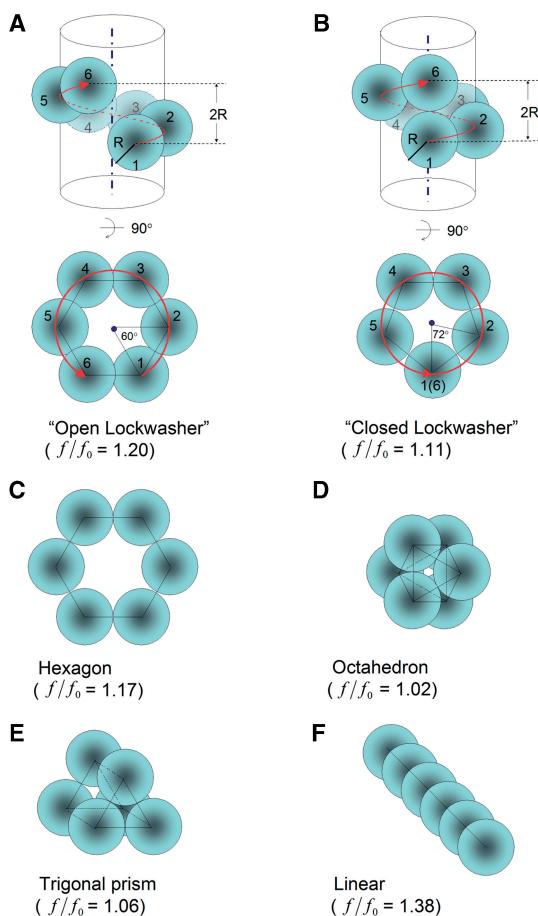 A
6
5
4
3
2
R
1
2R
90°
4
3
5
2
60°
6
1
"Open Lockwasher"
( f/f₀ = 1.20)
B
6
5
4
3
2
R
1
2R
90°
4
3
5
2
72°
1(6)
"Closed Lockwasher"
( f/f₀ = 1.11)
C
Hexagon
( f/f₀ = 1.17)
D
Octahedron
( f/f₀ = 1.02)
E
Trigonal prism
( f/f₀ = 1.06)
F
Linear
( f/f₀ = 1.38)